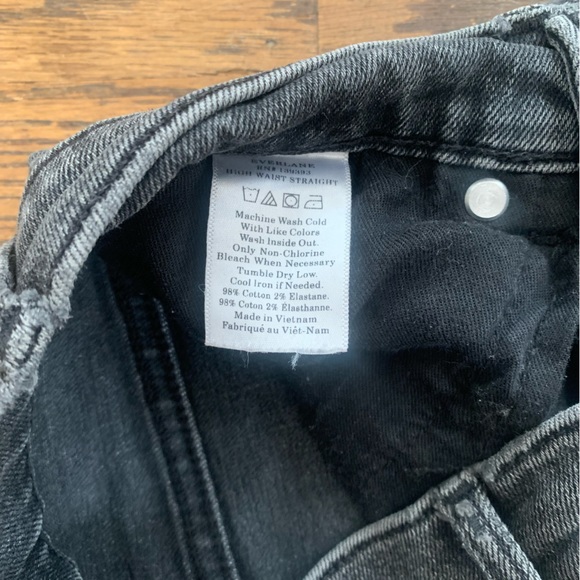 EVERLANE
RN# 139393
HIGH WAIST STRAIGHT
Machine Wash Cold
With Like Colors
Wash Inside Out.
Only Non-Chlorine
Bleach When Necessary
Tumble Dry Low.
Cool Iron if Needed.
98% Cotton 2% Elastane.
98% Coton 2% Élasthanne.
Made in Vietnam
Fabriqué au Viêt-Nam